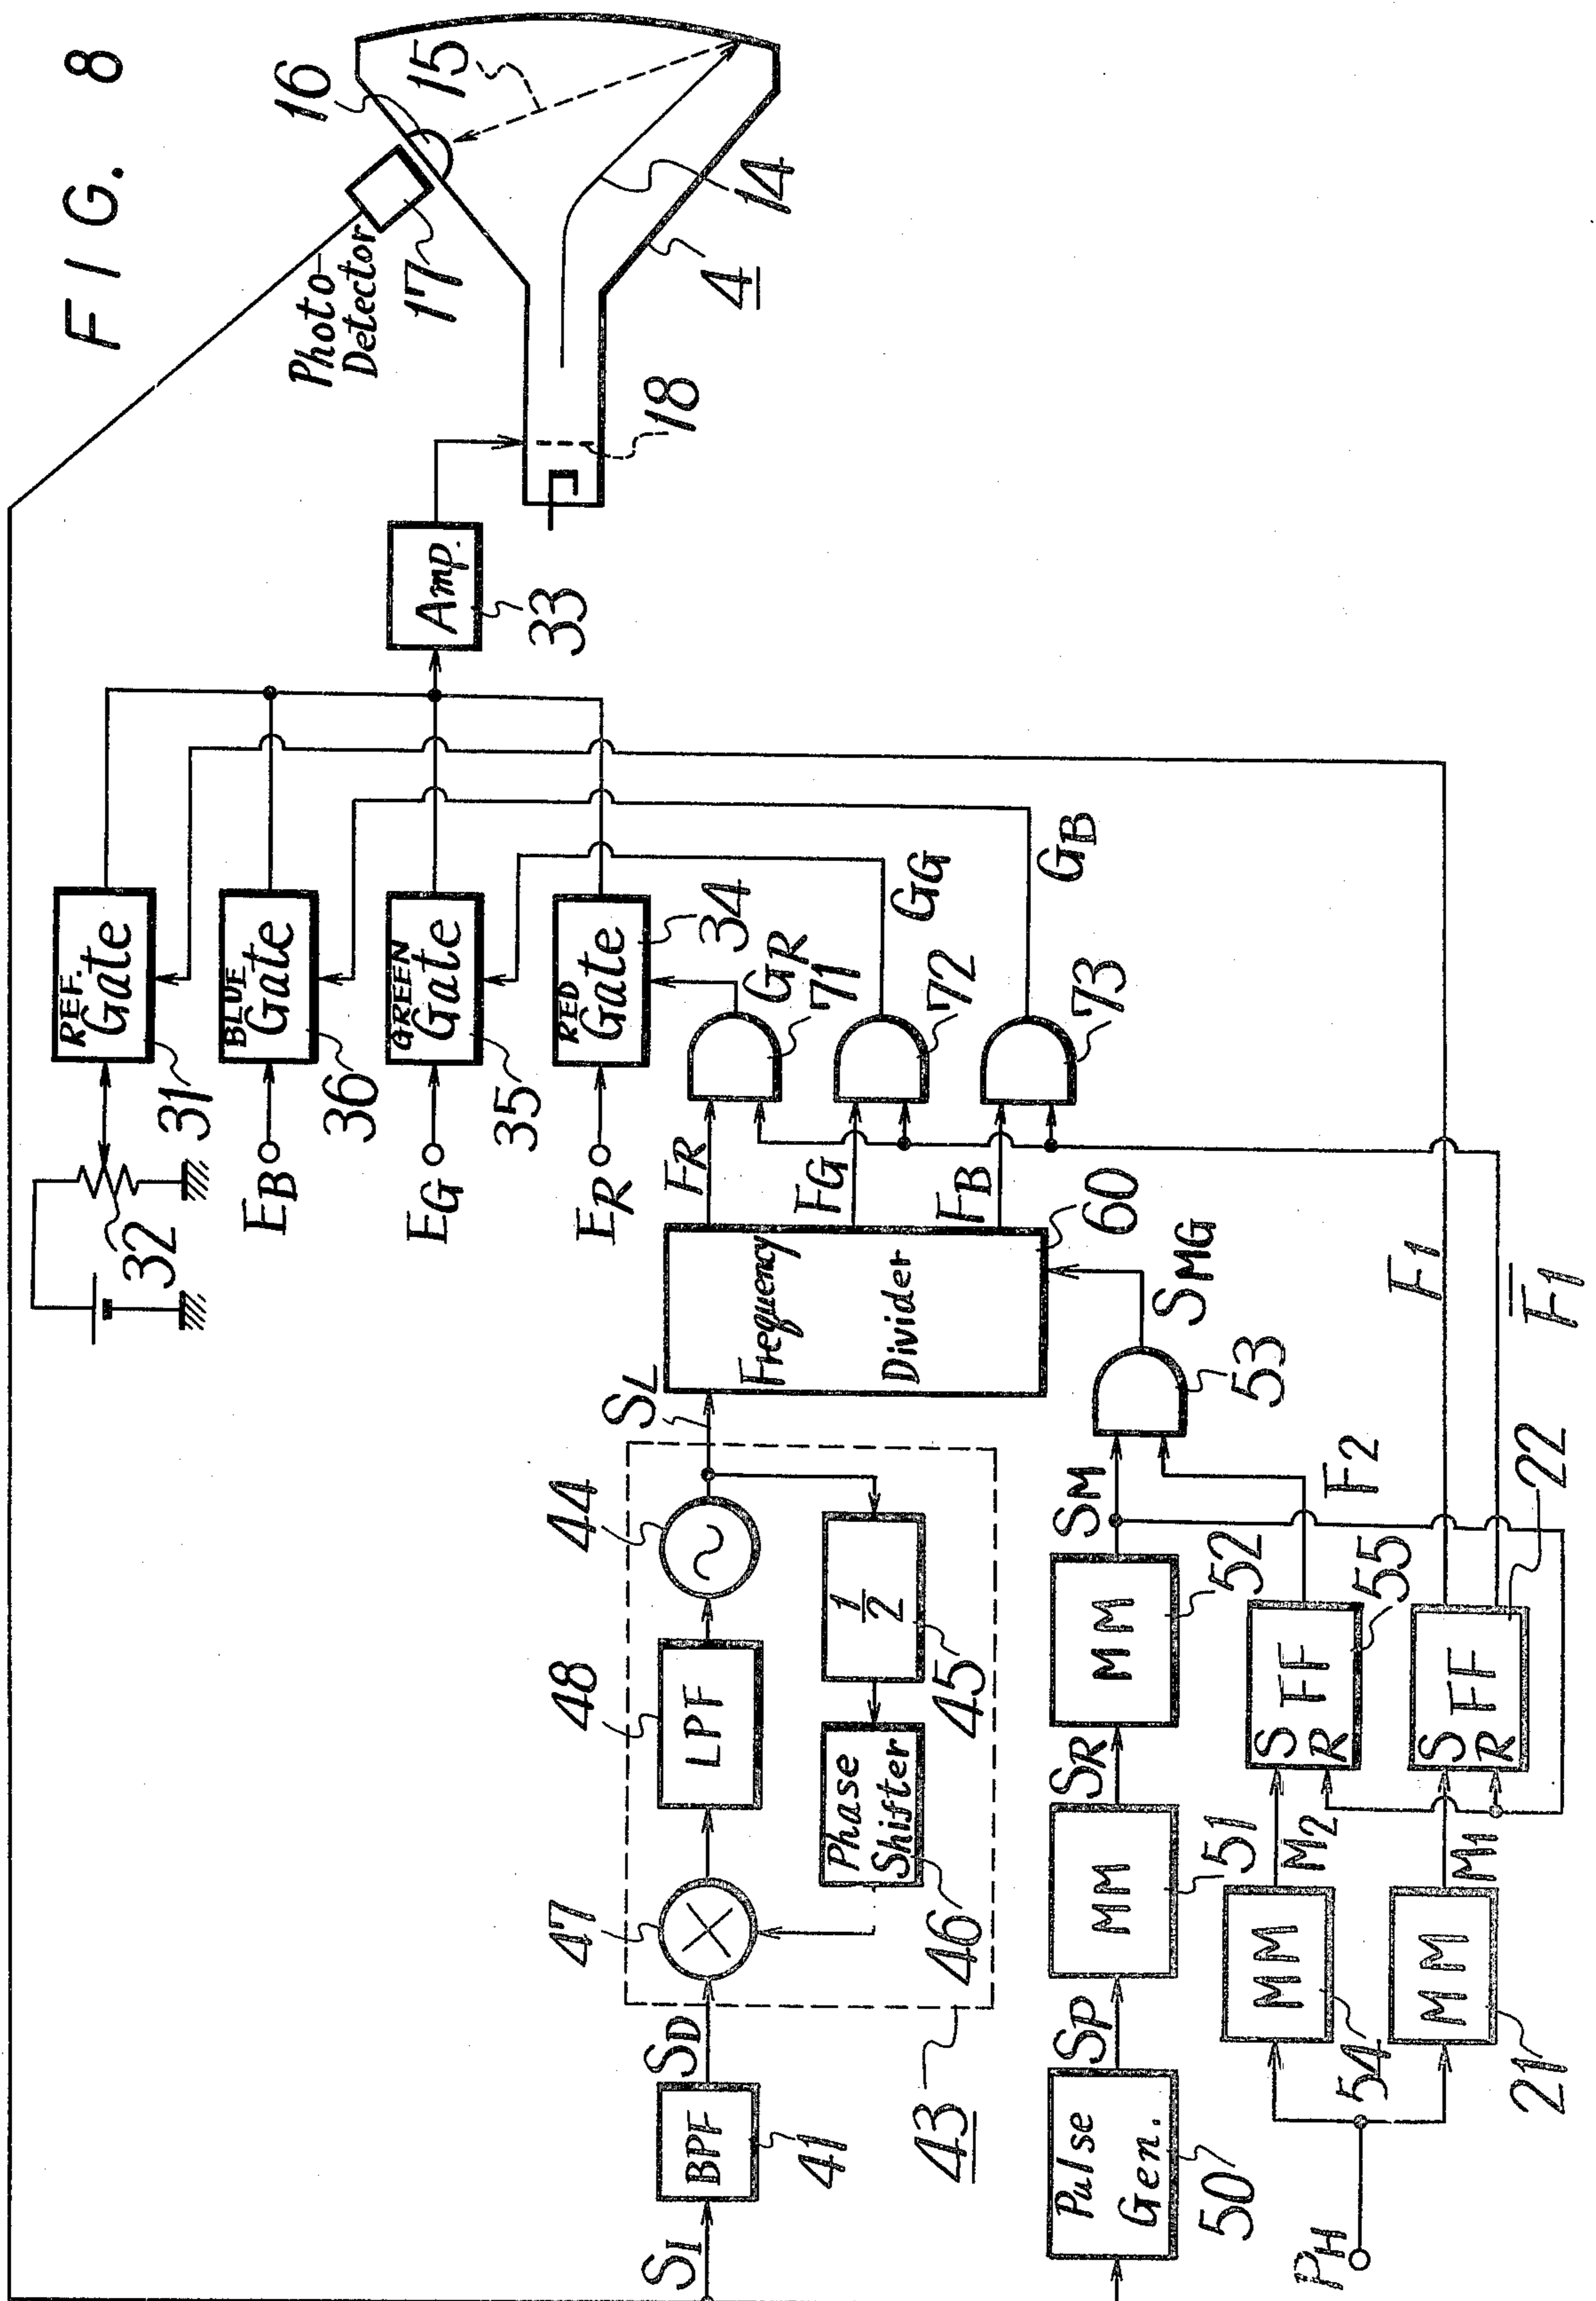 FIG. 8
Photo-
Detector
17
16
15
14
4
18
Amp.
33
REF.
Gate
31
32
BLUE
Gate
36
EB
GREEN
Gate
35
EG
RED
Gate
34
ER
GR
71
GG
72
GB
73
FR
FG
FB
Frequency
Divider
60
SL
SMG
53
44
48
LPF
47
1/2
45
Phase
Shifter
46
43
SD
BPF
41
SI
SM
MM
52
SR
MM
51
SP
Pulse
Gen.
50
F2
S
R
FF
55
F1
F1̅
S
R
FF
22
M2
MM
54
M1
MM
21
PH